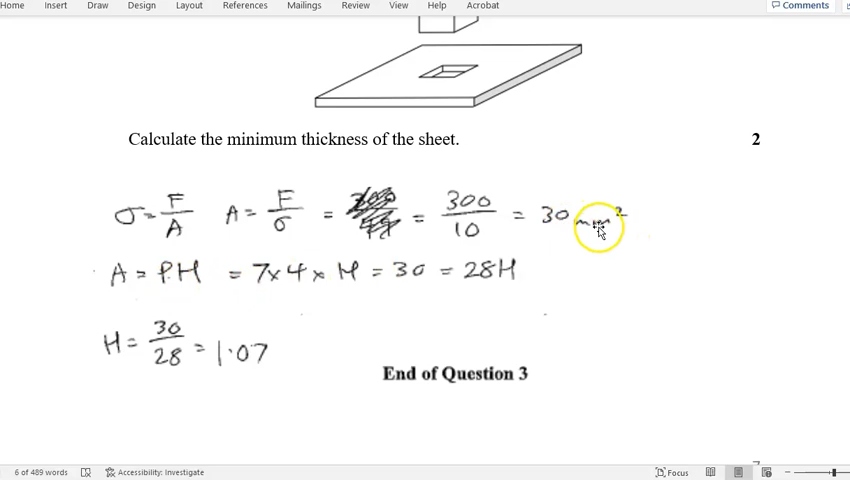 Home Insert Draw Design Layout References Mailings Review View Help Acrobat Comments
Calculate the minimum thickness of the sheet. 2
σ = F/A A = F/σ = = 300/10 = 30 mm²
A = P.H = 7 x 4 x H = 30 = 28H
H = 30/28 = 1.07
End of Question 3
6 of 489 words Accessibility: Investigate Focus